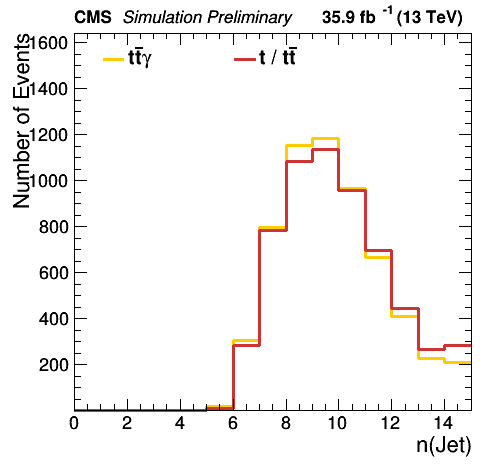 CMS Simulation Preliminary 35.9 fb⁻¹ (13 TeV)
tt̄γ t / tt̄
Number of Events
1600
1400
1200
1000
800
600
400
200
0 2 4 6 8 10 12 14
n(Jet)